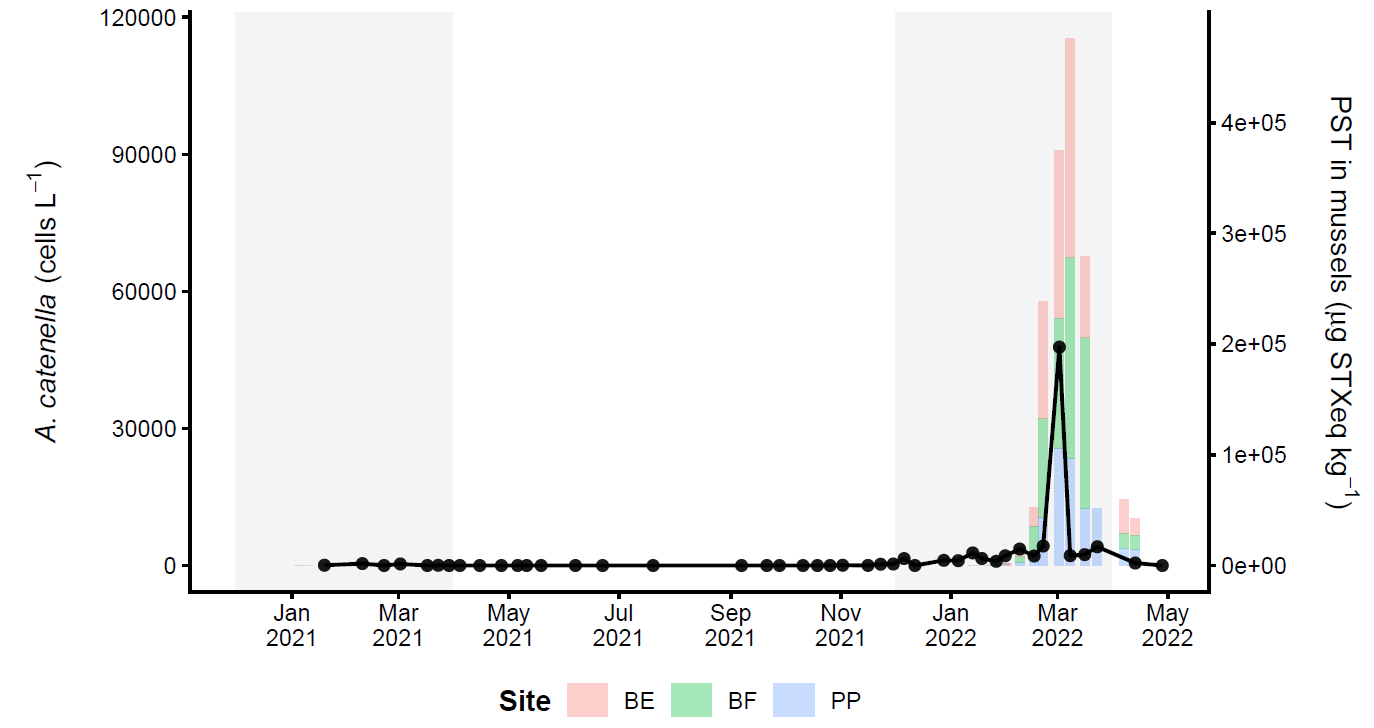 A. catenella (cells L⁻¹)
120000
90000
60000
30000
0
4e+05
3e+05
2e+05
1e+05
0e+00
PST in mussels (µg STXeq kg⁻¹)
Jan Mar May Jul Sep Nov Jan Mar May
2021 2021 2021 2021 2021 2021 2022 2022 2022
Site BE BF PP